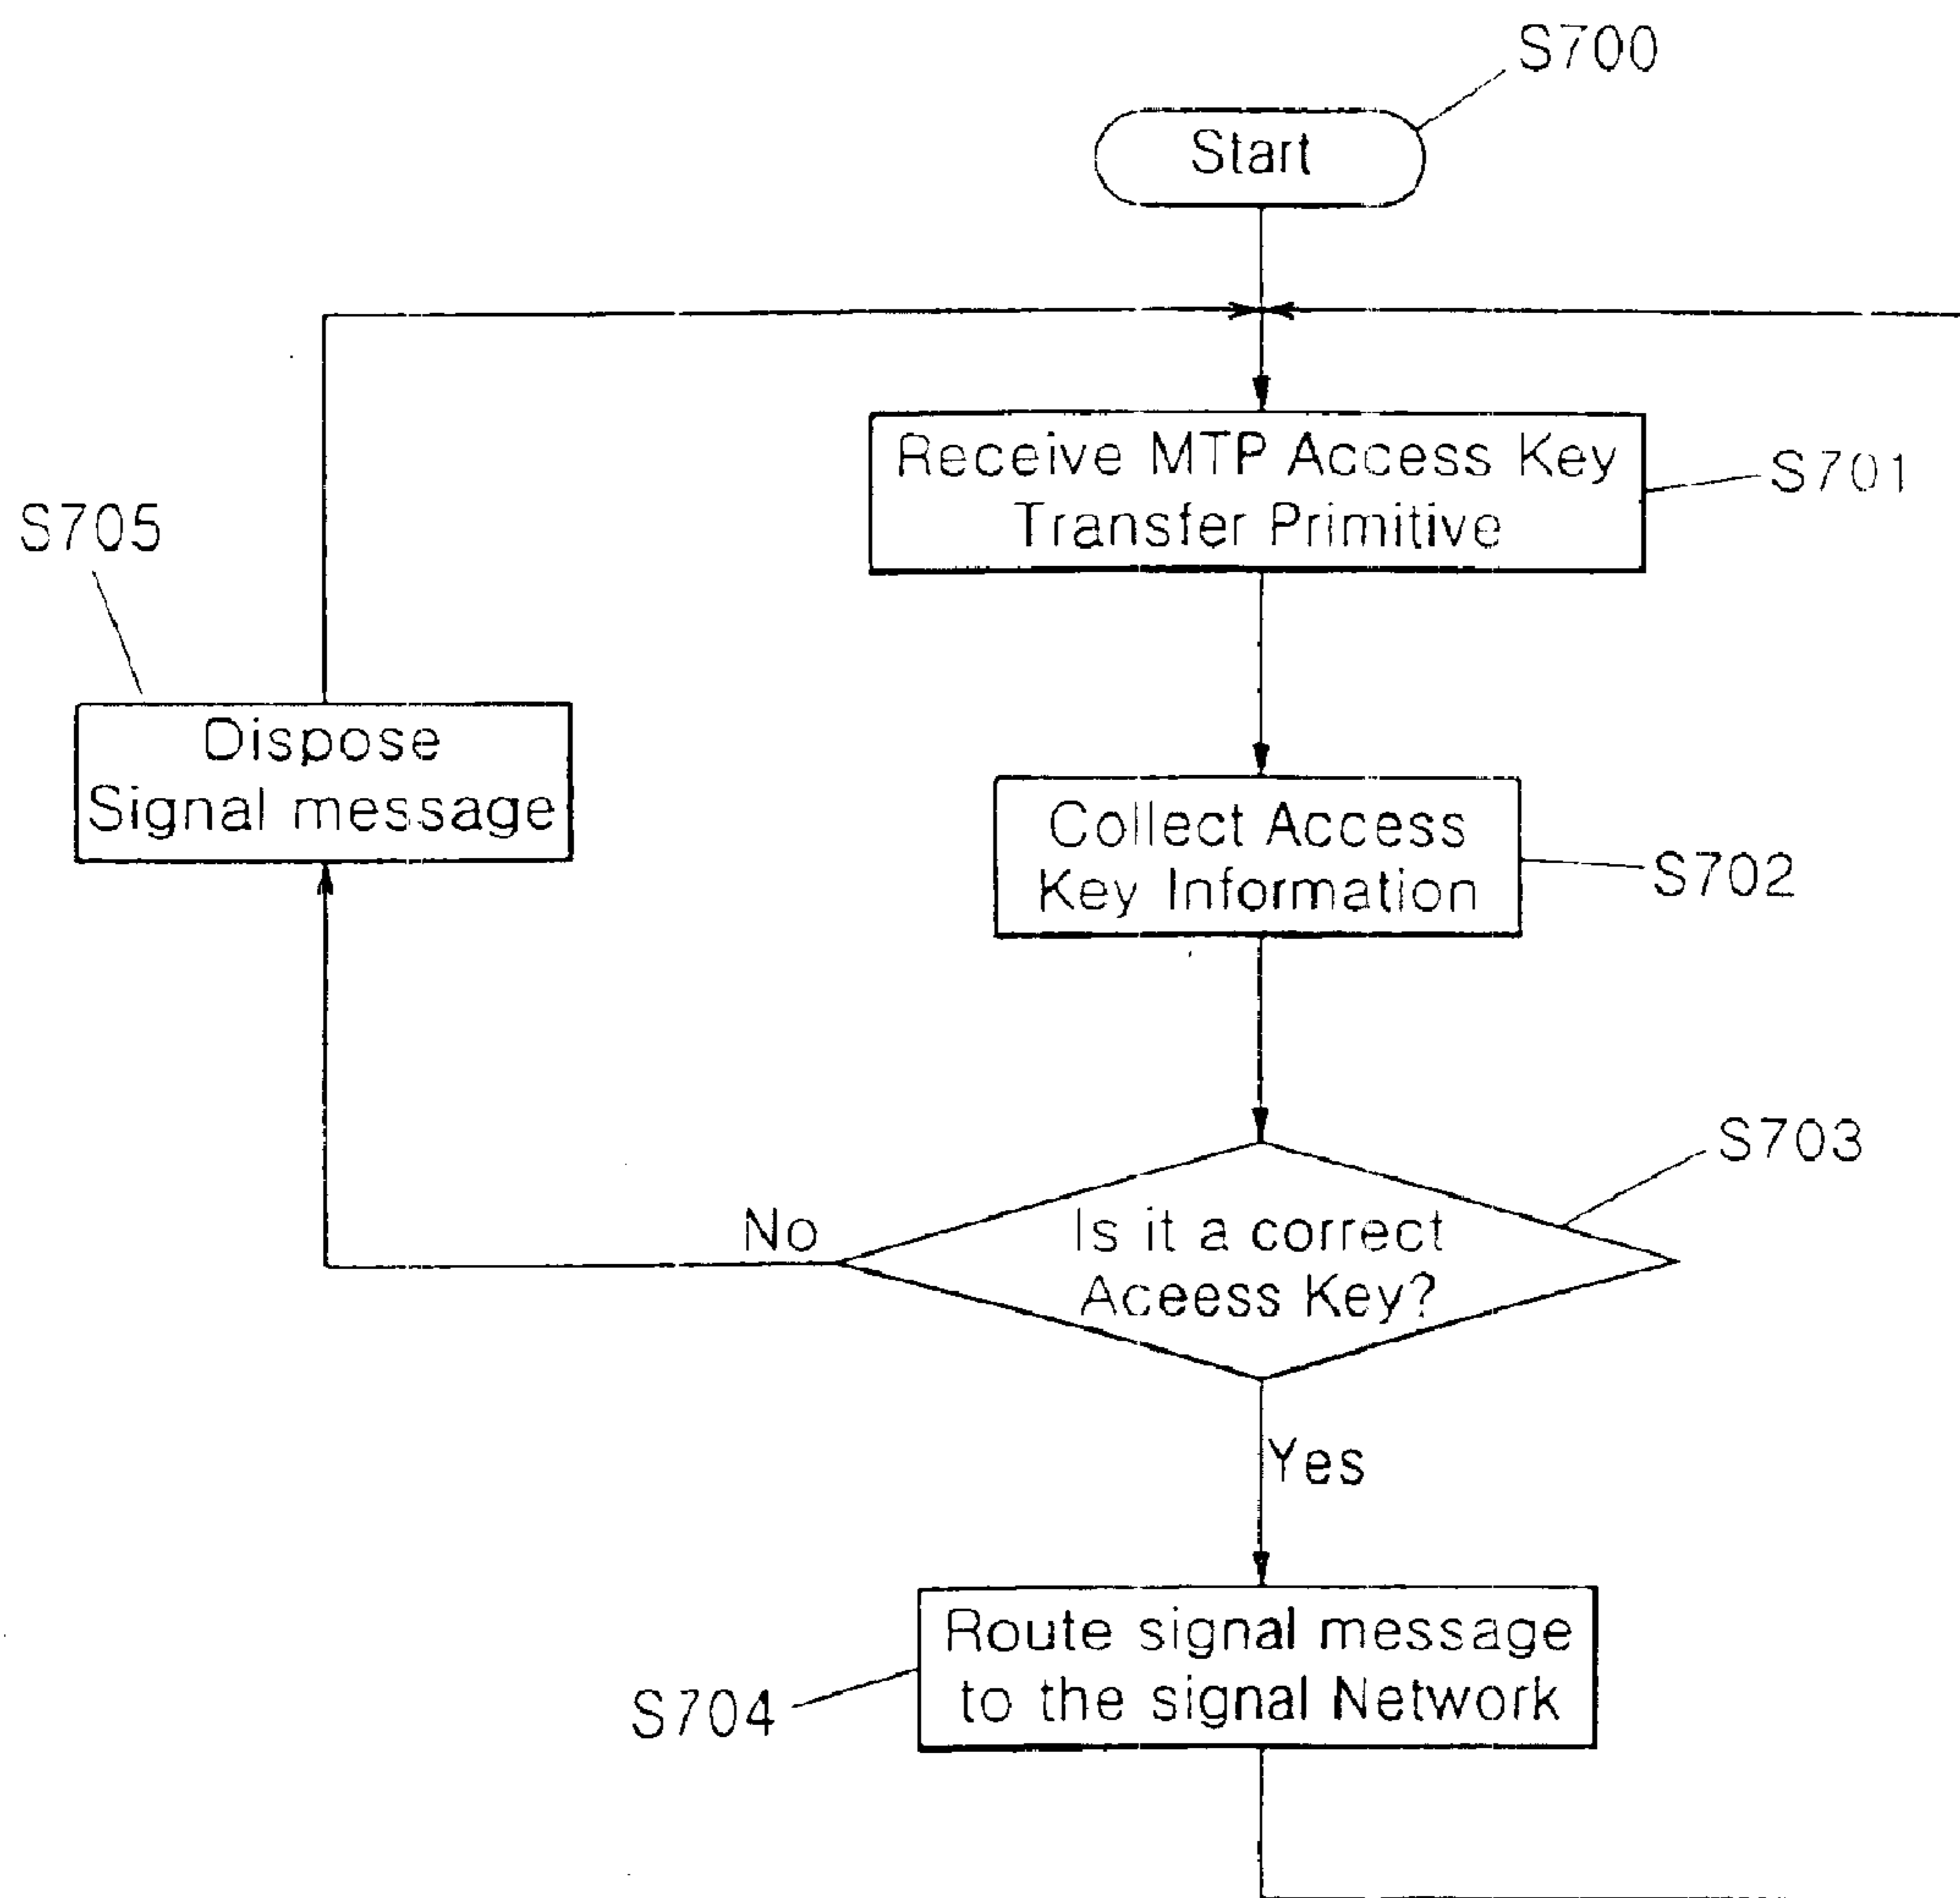 S700
Start
Receive MTP Access Key
Transfer Primitive
S701
S705
Dispose
Signal message
Collect Access
Key Information
S702
S703
No
Is it a correct
Aceess Key?
Yes
Route signal message
to the signal Network
S704